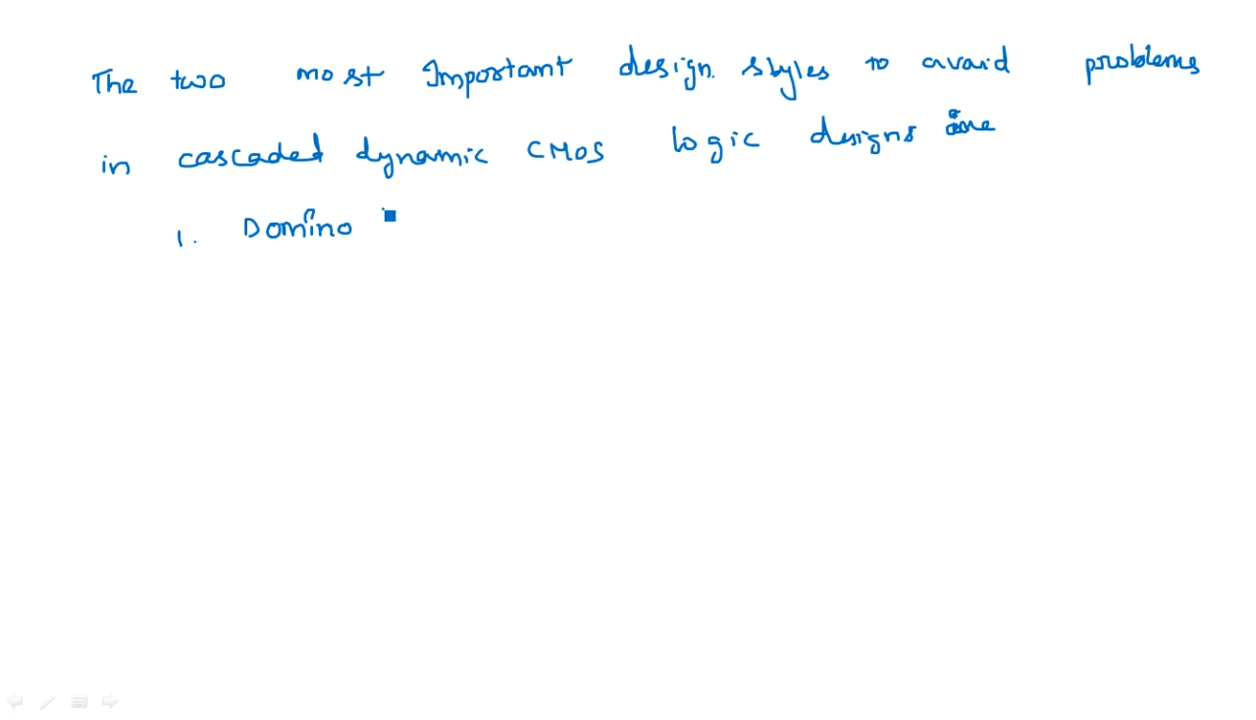 The two most Important design styles to avoid problems
in cascaded dynamic CMOS logic designs are
1. Domino